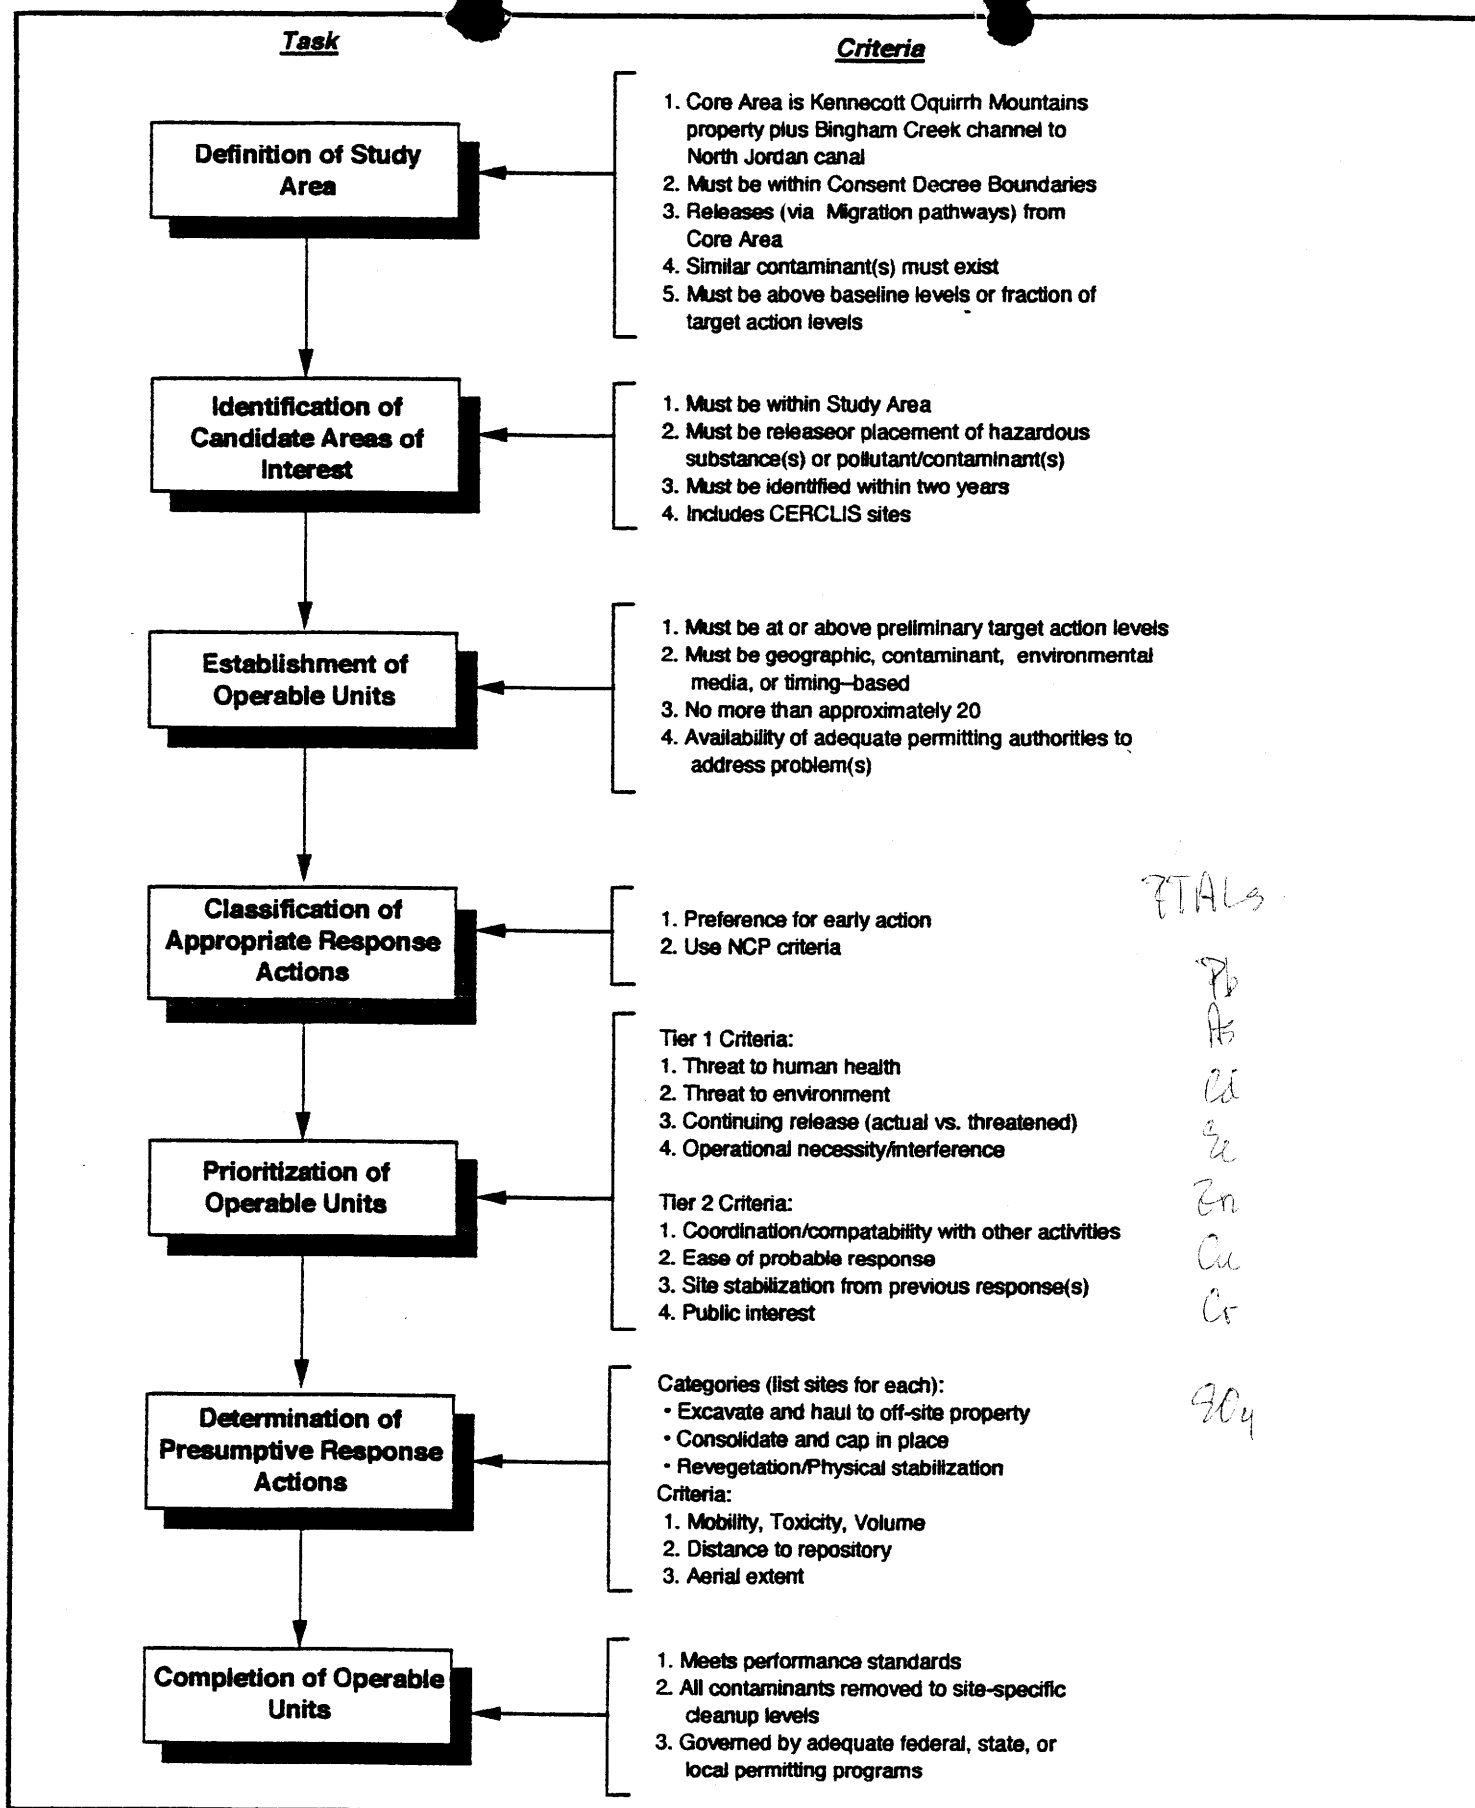 Task
Criteria
Definition of Study
Area
1. Core Area is Kennecott Oquirrh Mountains
property plus Bingham Creek channel to
North Jordan canal
2. Must be within Consent Decree Boundaries
3. Releases (via Migration pathways) from
Core Area
4. Similar contaminant(s) must exist
5. Must be above baseline levels or fraction of
target action levels
Identification of
Candidate Areas of
Interest
1. Must be within Study Area
2. Must be releaseor placement of hazardous
substance(s) or pollutant/contaminant(s)
3. Must be identified within two years
4. Includes CERCLIS sites
Establishment of
Operable Units
1. Must be at or above preliminary target action levels
2. Must be geographic, contaminant, environmental
media, or timing–based
3. No more than approximately 20
4. Availability of adequate permitting authorities to
address problem(s)
Classification of
Appropriate Response
Actions
1. Preference for early action
2. Use NCP criteria
Prioritization of
Operable Units
Tier 1 Criteria:
1. Threat to human health
2. Threat to environment
3. Continuing release (actual vs. threatened)
4. Operational necessity/interference
Tier 2 Criteria:
1. Coordination/compatability with other activities
2. Ease of probable response
3. Site stabilization from previous response(s)
4. Public interest
Determination of
Presumptive Response
Actions
Categories (list sites for each):
• Excavate and haul to off-site property
• Consolidate and cap in place
• Revegetation/Physical stabilization
Criteria:
1. Mobility, Toxicity, Volume
2. Distance to repository
3. Aerial extent
Completion of Operable
Units
1. Meets performance standards
2. All contaminants removed to site-specific
cleanup levels
3. Governed by adequate federal, state, or
local permitting programs
PTALs
Pb
As
Cd
Se
Zn
Cu
Cr
SO4